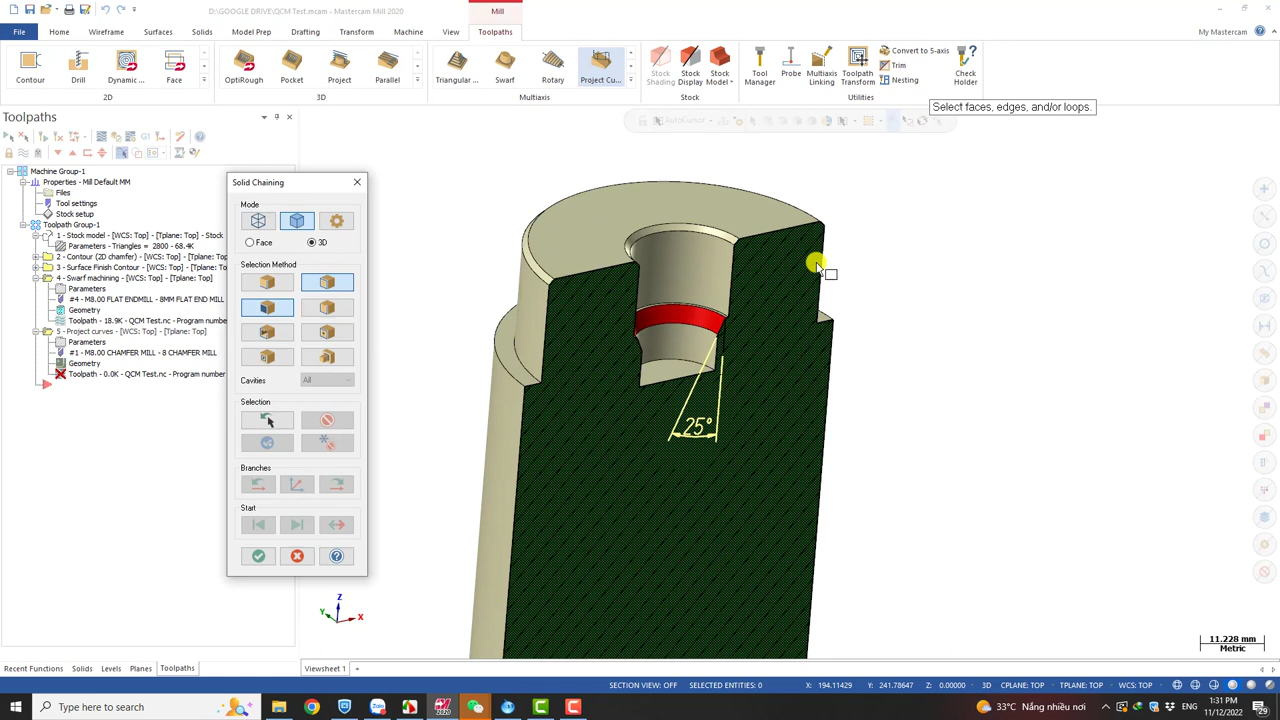 D:\GOOGLE DRIVE\QCM Test.mcam - Mastercam Mill 2020
Mill
File Home Wireframe Surfaces Solids Model Prep Drafting Transform Machine View Toolpaths
My Mastercam
Contour Drill Dynamic ... Face
OptiRough Pocket Project Parallel
Triangular ... Swarf Rotary Project Cu...
Stock Shading Stock Display Stock Model
Tool Manager Probe Multiaxis Linking Toolpath Transform
Convert to 5-axis
Trim
Nesting
Check Holder
2D 3D Multiaxis Stock Utilities
Select faces, edges, and/or loops.
Toolpaths
AutoCursor
G1
Machine Group-1
Properties - Mill Default MM
Files
Tool settings
Stock setup
Toolpath Group-1
1 - Stock model - [WCS: Top] - [Tplane: Top] - Stock
Parameters - Triangles = 2800 - 68.4K
2 - Contour (2D chamfer) - [WCS: Top] - [Tplane:
3 - Surface Finish Contour - [WCS: Top] - [Tplane:
4 - Swarf machining - [WCS: Top] - [Tplane: Top]
Parameters
#4 - M8.00 FLAT ENDMILL - 8MM FLAT END MILL
Geometry
Toolpath - 18.9K - QCM Test.nc - Program number
5 - Project curves - [WCS: Top] - [Tplane: Top]
Parameters
#1 - M8.00 CHAMFER MILL - 8 CHAMFER MILL
Geometry
Toolpath - 0.0K - QCM Test.nc - Program number
Solid Chaining
Mode
Face 3D
Selection Method
Cavities All
Selection
Branches
Start
25°
Z
Y
X
11.228 mm
Metric
Recent Functions Solids Levels Planes Toolpaths
Viewsheet 1 +
SECTION VIEW: OFF SELECTED ENTITIES: 0 X: 194.11429 Y: 241.78647 Z: 0.00000 3D CPLANE: TOP TPLANE: TOP WCS: TOP
Type here to search
2020
Zalo
33°C Nắng nhiều nơi
1:31 PM
11/12/2022
29